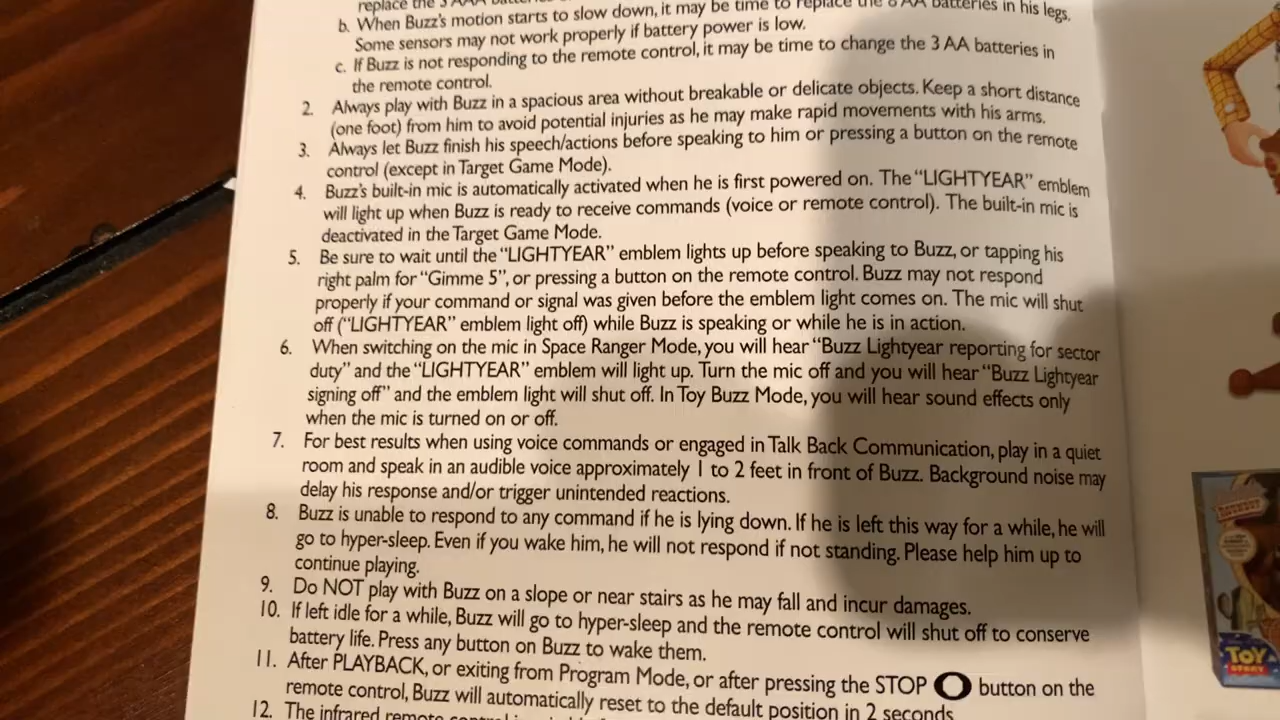 replace the 3 AAA
b. When Buzz's motion starts to slow down, it may be time to replace the 8 AA batteries in his legs.
Some sensors may not work properly if battery power is low.
c. If Buzz is not responding to the remote control, it may be time to change the 3 AA batteries in
the remote control.
2. Always play with Buzz in a spacious area without breakable or delicate objects. Keep a short distance
(one foot) from him to avoid potential injuries as he may make rapid movements with his arms.
3. Always let Buzz finish his speech/actions before speaking to him or pressing a button on the remote
control (except in Target Game Mode).
4. Buzz's built-in mic is automatically activated when he is first powered on. The "LIGHTYEAR" emblem
will light up when Buzz is ready to receive commands (voice or remote control). The built-in mic is
deactivated in the Target Game Mode.
5. Be sure to wait until the "LIGHTYEAR" emblem lights up before speaking to Buzz, or tapping his
right palm for "Gimme 5", or pressing a button on the remote control. Buzz may not respond
properly if your command or signal was given before the emblem light comes on. The mic will shut
off ("LIGHTYEAR" emblem light off) while Buzz is speaking or while he is in action.
6. When switching on the mic in Space Ranger Mode, you will hear "Buzz Lightyear reporting for sector
duty" and the "LIGHTYEAR" emblem will light up. Turn the mic off and you will hear "Buzz Lightyear
signing off" and the emblem light will shut off. In Toy Buzz Mode, you will hear sound effects only
when the mic is turned on or off.
7. For best results when using voice commands or engaged in Talk Back Communication, play in a quiet
room and speak in an audible voice approximately 1 to 2 feet in front of Buzz. Background noise may
delay his response and/or trigger unintended reactions.
8. Buzz is unable to respond to any command if he is lying down. If he is left this way for a while, he will
go to hyper-sleep. Even if you wake him, he will not respond if not standing. Please help him up to
continue playing.
9. Do NOT play with Buzz on a slope or near stairs as he may fall and incur damages.
10. If left idle for a while, Buzz will go to hyper-sleep and the remote control will shut off to conserve
battery life. Press any button on Buzz to wake them.
11. After PLAYBACK, or exiting from Program Mode, or after pressing the STOP button on the
remote control, Buzz will automatically reset to the default position in 2 seconds
12. The infrared remote
TOY
STORY